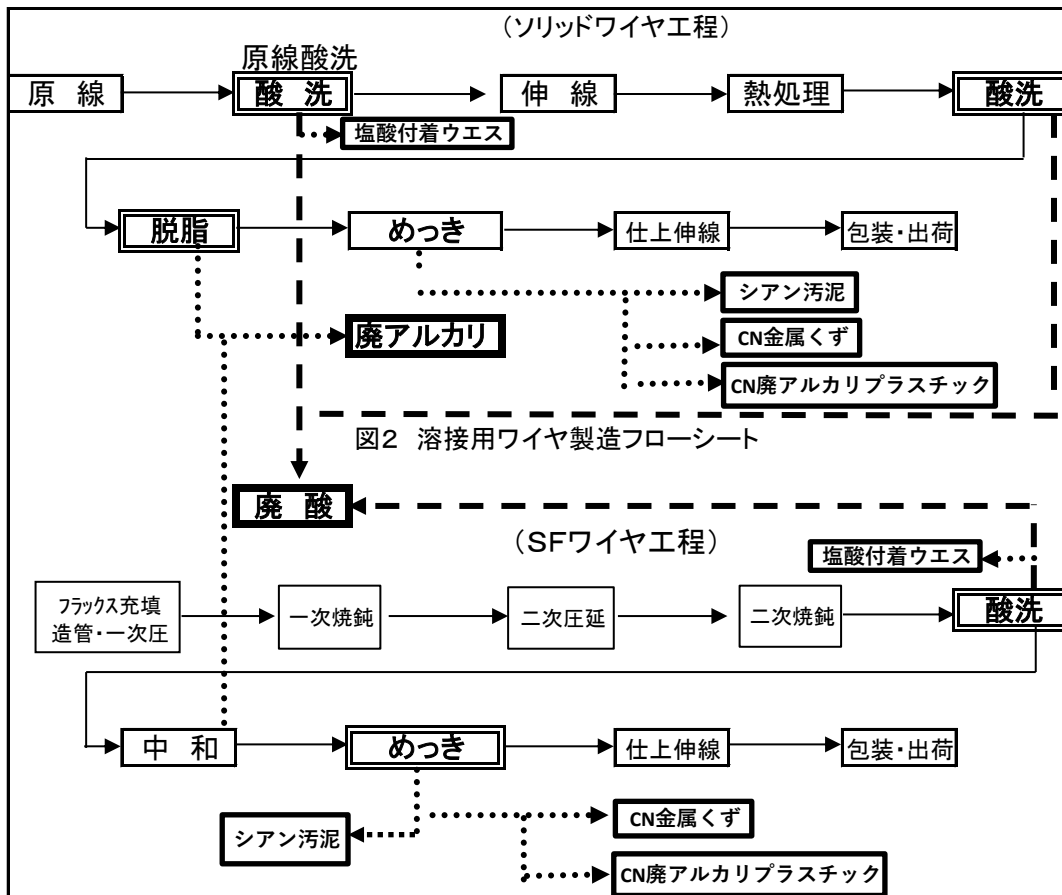 (ソリッドワイヤ工程)
原線酸洗
原 線
酸 洗
伸 線
熱処理
酸洗
塩酸付着ウエス
脱脂
めっき
仕上伸線
包装・出荷
シアン汚泥
廃アルカリ
CN金属くず
CN廃アルカリプラスチック
図2 溶接用ワイヤ製造フローシート
廃 酸
(SFワイヤ工程)
塩酸付着ウエス
フラックス充填
造管・一次圧
一次焼鈍
二次圧延
二次焼鈍
酸洗
中 和
めっき
仕上伸線
包装・出荷
シアン汚泥
CN金属くず
CN廃アルカリプラスチック